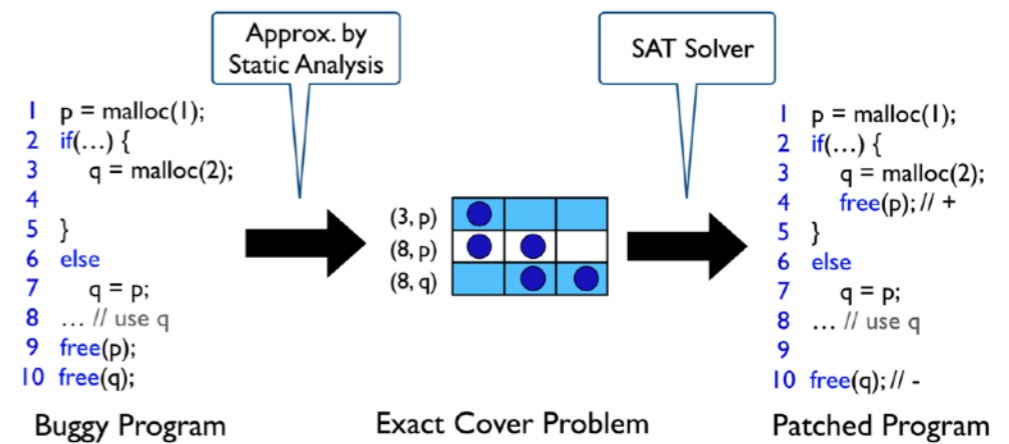 Approx. by
Static Analysis
SAT Solver
1 p = malloc(1);
2 if(...) {
3 q = malloc(2);
4
5 }
6 else
7 q = p;
8 ... // use q
9 free(p);
10 free(q);
Buggy Program
(3, p)
(8, p)
(8, q)
Exact Cover Problem
1 p = malloc(1);
2 if(...) {
3 q = malloc(2);
4 free(p); // +
5 }
6 else
7 q = p;
8 ... // use q
9
10 free(q); // -
Patched Program